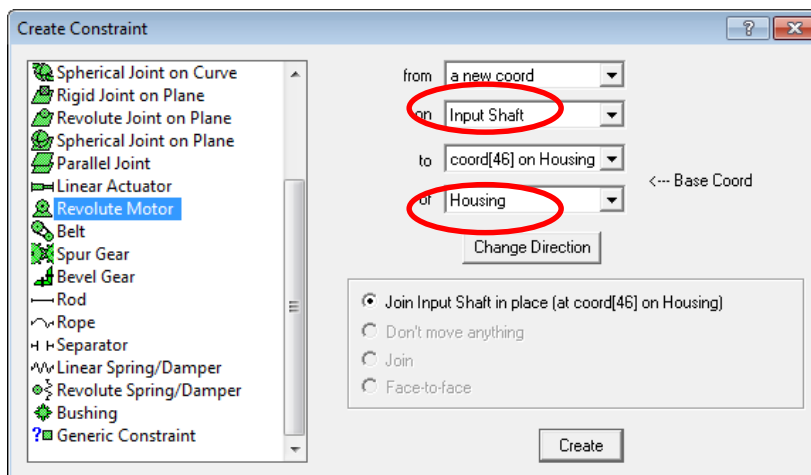 Create Constraint
Spherical Joint on Curve
Rigid Joint on Plane
Revolute Joint on Plane
Spherical Joint on Plane
Parallel Joint
Linear Actuator
Revolute Motor
Belt
Spur Gear
Bevel Gear
Rod
Rope
Separator
Linear Spring/Damper
Revolute Spring/Damper
Bushing
Generic Constraint
from a new coord
on Input Shaft
to coord[46] on Housing
of Housing
<--- Base Coord
Change Direction
Join Input Shaft in place (at coord[46] on Housing)
Don't move anything
Join
Face-to-face
Create